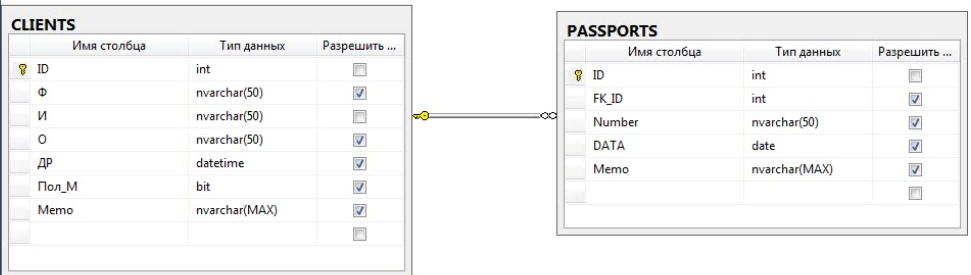 CLIENTS
Имя столбца Тип данных Разрешить ...
ID int
Ф nvarchar(50)
И nvarchar(50)
О nvarchar(50)
ДР datetime
Пол_М bit
Memo nvarchar(MAX)
PASSPORTS
Имя столбца Тип данных Разрешить ...
ID int
FK_ID int
Number nvarchar(50)
DATA date
Memo nvarchar(MAX)